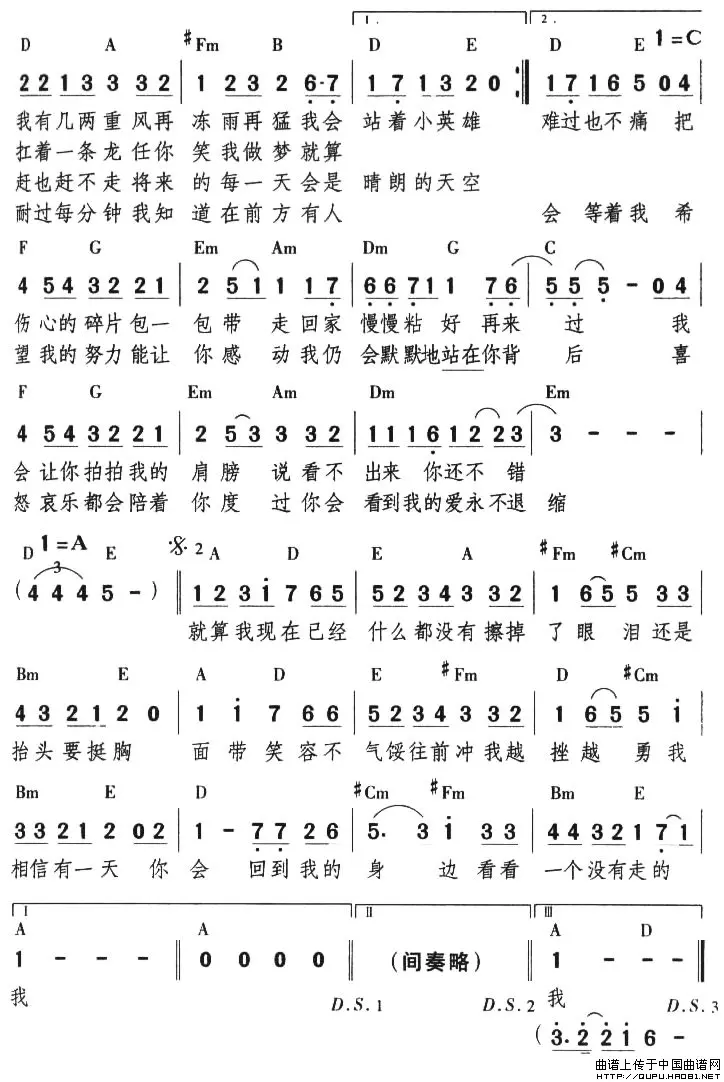 1. 2.
D A #Fm B D E D E 1=C
2 2 1 3 3 3 2 | 1 2 3 2 6·7 | 1 7 1 3 2 0 :| 1 7 1 6 5 0 4 |
我有几两重风再 冻雨再猛我会 站着小英雄 难过也不痛 把
扛着一条龙任你 笑我做梦就算
赶也赶不走将来 的每一天会是 晴朗的天空
耐过每分钟我知 道在前方有人 会 等着我 希
F G Em Am Dm G C
4 5 4 3 2 2 1 | 2 5 1 1 1 7 | 6 6 7 1 1 7 6 | 5 5 5 - 0 4 |
伤心的碎片包一 包带 走回家 慢慢粘好 再来 过 我
望我的努力能让 你感 动我仍 会默默地站在你背 后 喜
F G Em Am Dm Em
4 5 4 3 2 2 1 | 2 5 3 3 3 2 | 1 1 1 6 1 2 2 3 | 3 - - - |
会让你拍拍我的 肩膀 说看不 出来 你还不 错
怒哀乐都会陪着 你度 过你会 看到我的爱永不退 缩
D 1=A E 𝄋2 A D E A #Fm #Cm
3
( 4 4 4 5 - ) || 1 2 3 1 7 6 5 | 5 2 3 4 3 3 2 | 1 6 5 5 3 3 |
就算我现在已经 什么都没有擦掉 了眼 泪还是
Bm E A D E #Fm D #Cm
4 3 2 1 2 0 | 1 1 7 6 6 | 5 2 3 4 3 3 2 | 1 6 5 5 1 |
抬头要挺胸 面带笑容不 气馁往前冲我越 挫越 勇我
Bm E D #Cm #Fm Bm E
3 3 2 1 2 0 2 | 1 - 7 7 2 6 | 5· 3 1 3 3 | 4 4 3 2 1 7 1 |
相信有一天 你 会 回到我的 身 边看看 一个没有走的
I II III
A A A D
1 - - - || 0 0 0 0 || (间奏略) || 1 - - - ||
我 D.S.1 D.S.2 我 D.S.3
( 3·2 2 1 6 -
曲谱上传于中国曲谱网
HTTP://QUPU.HAO81.NET